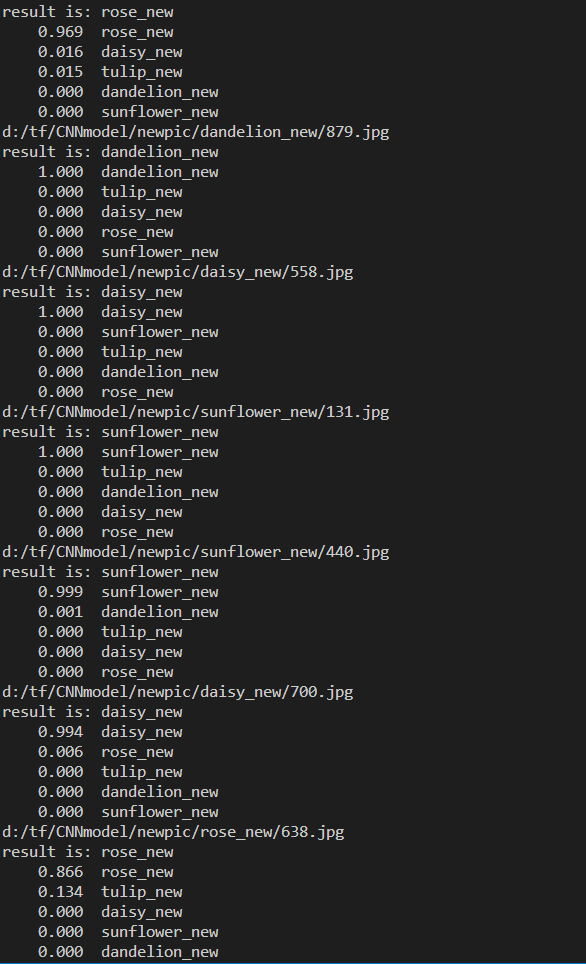 result is: rose_new
0.969 rose_new
0.016 daisy_new
0.015 tulip_new
0.000 dandelion_new
0.000 sunflower_new
d:/tf/CNNmodel/newpic/dandelion_new/879.jpg
result is: dandelion_new
1.000 dandelion_new
0.000 tulip_new
0.000 daisy_new
0.000 rose_new
0.000 sunflower_new
d:/tf/CNNmodel/newpic/daisy_new/558.jpg
result is: daisy_new
1.000 daisy_new
0.000 sunflower_new
0.000 tulip_new
0.000 dandelion_new
0.000 rose_new
d:/tf/CNNmodel/newpic/sunflower_new/131.jpg
result is: sunflower_new
1.000 sunflower_new
0.000 tulip_new
0.000 dandelion_new
0.000 daisy_new
0.000 rose_new
d:/tf/CNNmodel/newpic/sunflower_new/440.jpg
result is: sunflower_new
0.999 sunflower_new
0.001 dandelion_new
0.000 tulip_new
0.000 daisy_new
0.000 rose_new
d:/tf/CNNmodel/newpic/daisy_new/700.jpg
result is: daisy_new
0.994 daisy_new
0.006 rose_new
0.000 tulip_new
0.000 dandelion_new
0.000 sunflower_new
d:/tf/CNNmodel/newpic/rose_new/638.jpg
result is: rose_new
0.866 rose_new
0.134 tulip_new
0.000 daisy_new
0.000 sunflower_new
0.000 dandelion_new